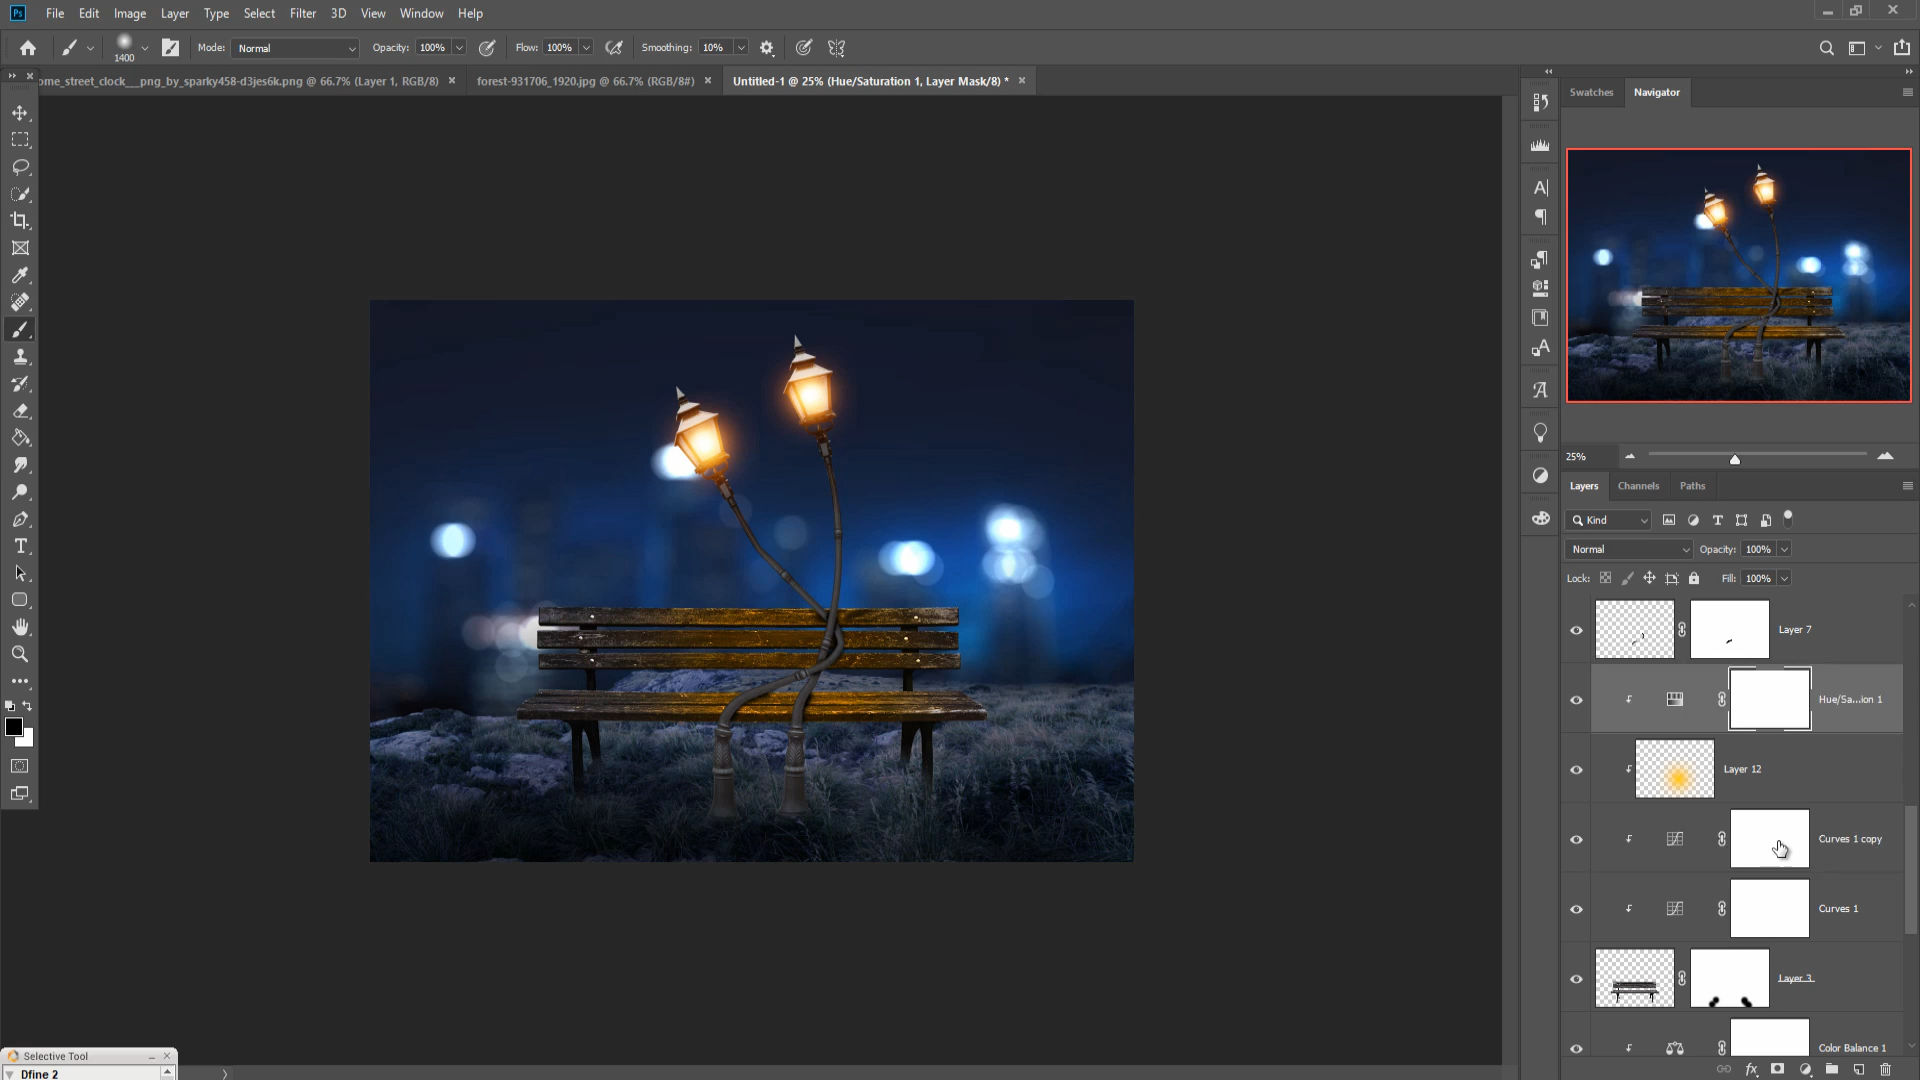 Ps File Edit Image Layer Type Select Filter 3D View Window Help
1400 Mode: Normal Opacity: 100% Flow: 100% Smoothing: 10%
ome_street_clock___png_by_sparky458-d3jes6k.png @ 66.7% (Layer 1, RGB/8) × forest-931706_1920.jpg @ 66.7% (RGB/8#) × Untitled-1 @ 25% (Hue/Saturation 1, Layer Mask/8) * ×
Swatches Navigator
25%
Layers Channels Paths
Kind
Normal Opacity: 100%
Lock: Fill: 100%
Layer 7
Hue/Sa...ion 1
Layer 12
Curves 1 copy
Curves 1
Layer 3
Color Balance 1
Selective Tool
Dfine 2